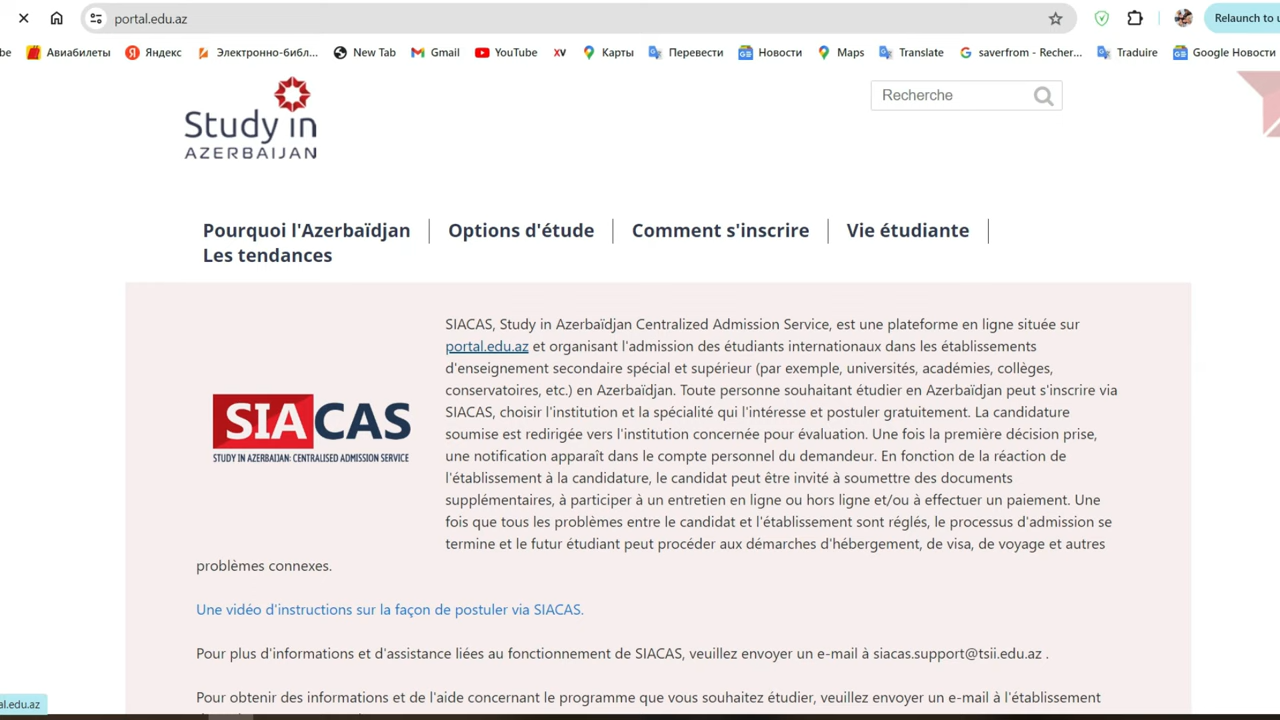 portal.edu.az
Relaunch to u
be
Авиабилеты
Яндекс
Электронно-библ...
New Tab
Gmail
YouTube
XV
Карты
Перевести
Новости
Maps
Translate
saverfrom - Recher...
Traduire
Google Новости
Study in
AZERBAIJAN
Recherche
Pourquoi l'Azerbaïdjan
Options d'étude
Comment s'inscrire
Vie étudiante
Les tendances
SIACAS
STUDY IN AZERBAIJAN: CENTRALISED ADMISSION SERVICE
SIACAS, Study in Azerbaïdjan Centralized Admission Service, est une plateforme en ligne située sur
portal.edu.az et organisant l'admission des étudiants internationaux dans les établissements
d'enseignement secondaire spécial et supérieur (par exemple, universités, académies, collèges,
conservatoires, etc.) en Azerbaïdjan. Toute personne souhaitant étudier en Azerbaïdjan peut s'inscrire via
SIACAS, choisir l'institution et la spécialité qui l'intéresse et postuler gratuitement. La candidature
soumise est redirigée vers l'institution concernée pour évaluation. Une fois la première décision prise,
une notification apparaît dans le compte personnel du demandeur. En fonction de la réaction de
l'établissement à la candidature, le candidat peut être invité à soumettre des documents
supplémentaires, à participer à un entretien en ligne ou hors ligne et/ou à effectuer un paiement. Une
fois que tous les problèmes entre le candidat et l'établissement sont réglés, le processus d'admission se
termine et le futur étudiant peut procéder aux démarches d'hébergement, de visa, de voyage et autres
problèmes connexes.
Une vidéo d'instructions sur la façon de postuler via SIACAS.
Pour plus d'informations et d'assistance liées au fonctionnement de SIACAS, veuillez envoyer un e-mail à siacas.support@tsii.edu.az .
Pour obtenir des informations et de l'aide concernant le programme que vous souhaitez étudier, veuillez envoyer un e-mail à l'établissement
al.edu.az